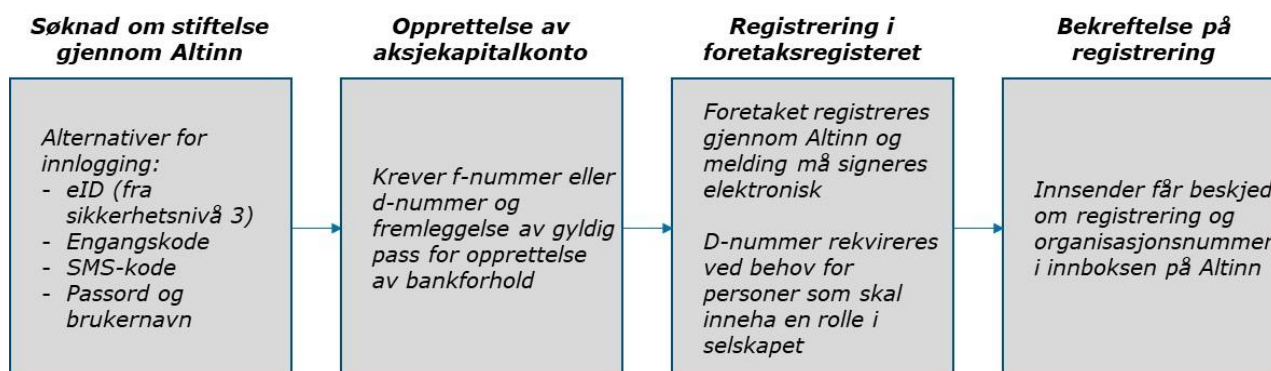 Søknad om stiftelse
gjennom Altinn
Alternativer for
innlogging:
- eID (fra
sikkerhetsnivå 3)
- Engangskode
- SMS-kode
- Passord og
brukernavn
Opprettelse av
aksjekapitalkonto
Krever f-nummer eller
d-nummer og
fremleggelse av gyldig
pass for opprettelse
av bankforhold
Registrering i
foretaksregisteret
Foretaket registreres
gjennom Altinn og
melding må signeres
elektronisk
D-nummer rekvireres
ved behov for
personer som skal
inneha en rolle i
selskapet
Bekreftelse på
registrering
Innsender får beskjed
om registrering og
organisasjonsnummer
i innboksen på Altinn